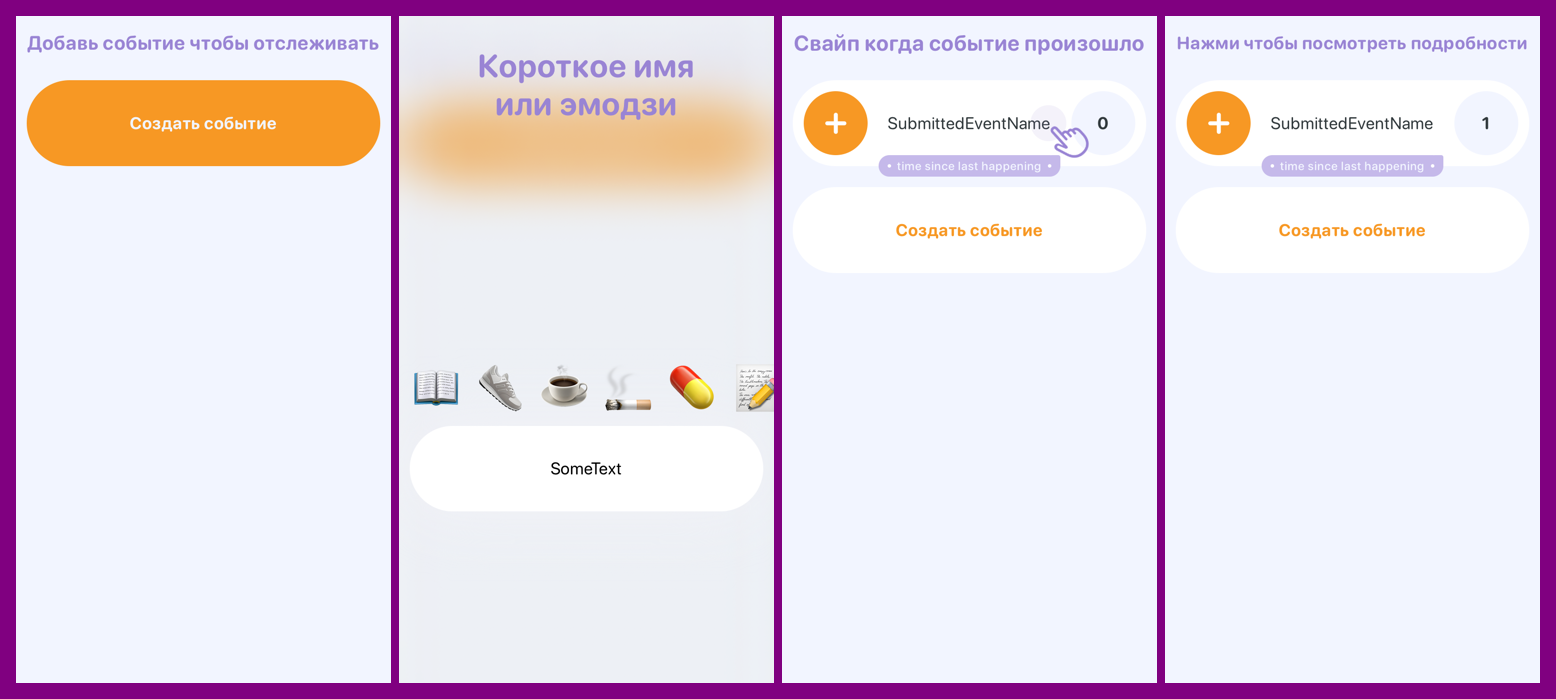 Добавь событие чтобы отслеживать
Создать событие
Короткое имя
или эмодзи
SomeText
Свайп когда событие произошло
SubmittedEventName
0
• time since last happening •
Создать событие
Нажми чтобы посмотреть подробности
SubmittedEventName
1
• time since last happening •
Создать событие